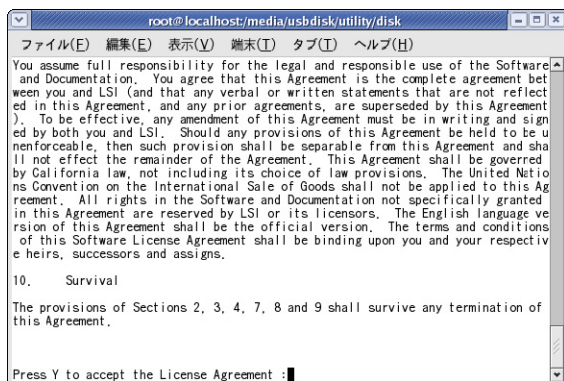 root@localhost:/media/usbdisk/utility/disk
ファイル(F) 編集(E) 表示(V) 端末(T) タブ(T) ヘルプ(H)
You assume full responsibility for the legal and responsible use of the Software
 and Documentation.  You agree that this Agreement is the complete agreement bet
ween you and LSI (and that any verbal or written statements that are not reflect
ed in this Agreement, and any prior agreements, are superseded by this Agreement
).  To be effective, any amendment of this Agreement must be in writing and sign
ed by both you and LSI.  Should any provisions of this Agreement be held to be u
nenforceable, then such provision shall be separable from this Agreement and sha
ll not effect the remainder of the Agreement.  This Agreement shall be goverred
by California law, not including its choice of law provisions.  The United Natio
ns Convention on the International Sale of Goods shall not be applied to this Ag
reement.  All rights in the Software and Documentation not specifically granted
in this Agreement are reserved by LSI or its licensors.  The English language ve
rsion of this Agreement shall be the official version.  The terms and conditions
 of this Software License Agreement shall be binding upon you and your respectiv
e heirs, successors and assigns.
10.    Survival
The provisions of Sections 2, 3, 4, 7, 8 and 9 shall survive any termination of
this Agreement.
Press Y to accept the License Agreement :